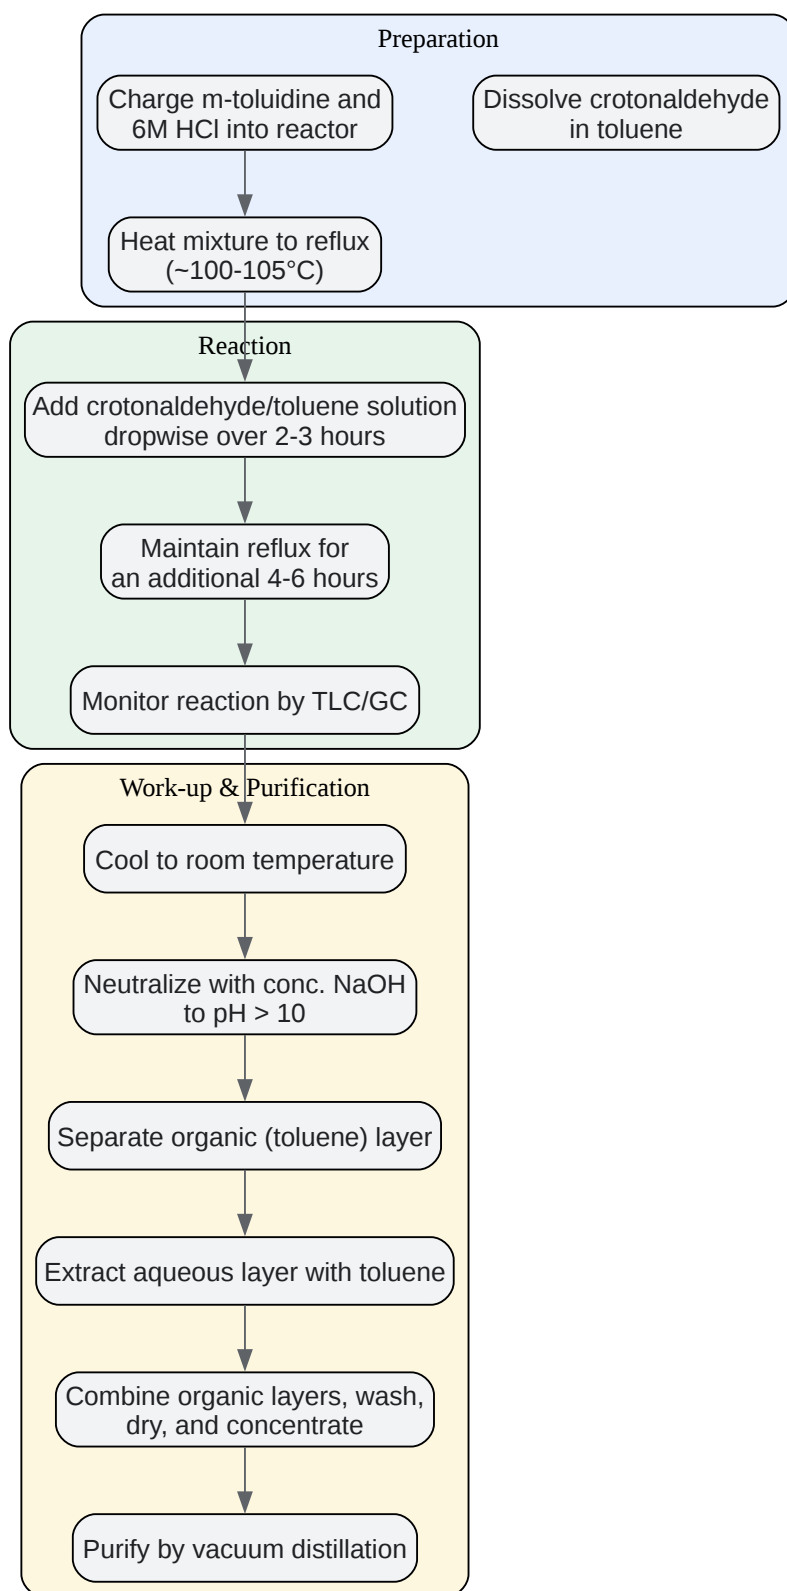 Preparation
Charge m-toluidine and
6M HCl into reactor
Dissolve crotonaldehyde
in toluene
Heat mixture to reflux
(~100-105°C)
Reaction
Add crotonaldehyde/toluene solution
dropwise over 2-3 hours
Maintain reflux for
an additional 4-6 hours
Monitor reaction by TLC/GC
Work-up & Purification
Cool to room temperature
Neutralize with conc. NaOH
to pH > 10
Separate organic (toluene) layer
Extract aqueous layer with toluene
Combine organic layers, wash,
dry, and concentrate
Purify by vacuum distillation